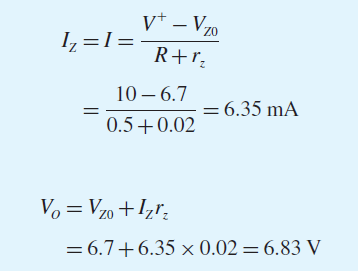 I_Z = I = (V⁺ − V_Z0) / (R + r_z)
= (10 − 6.7) / (0.5 + 0.02) = 6.35 mA
V_O = V_Z0 + I_Z r_z
= 6.7 + 6.35 × 0.02 = 6.83 V